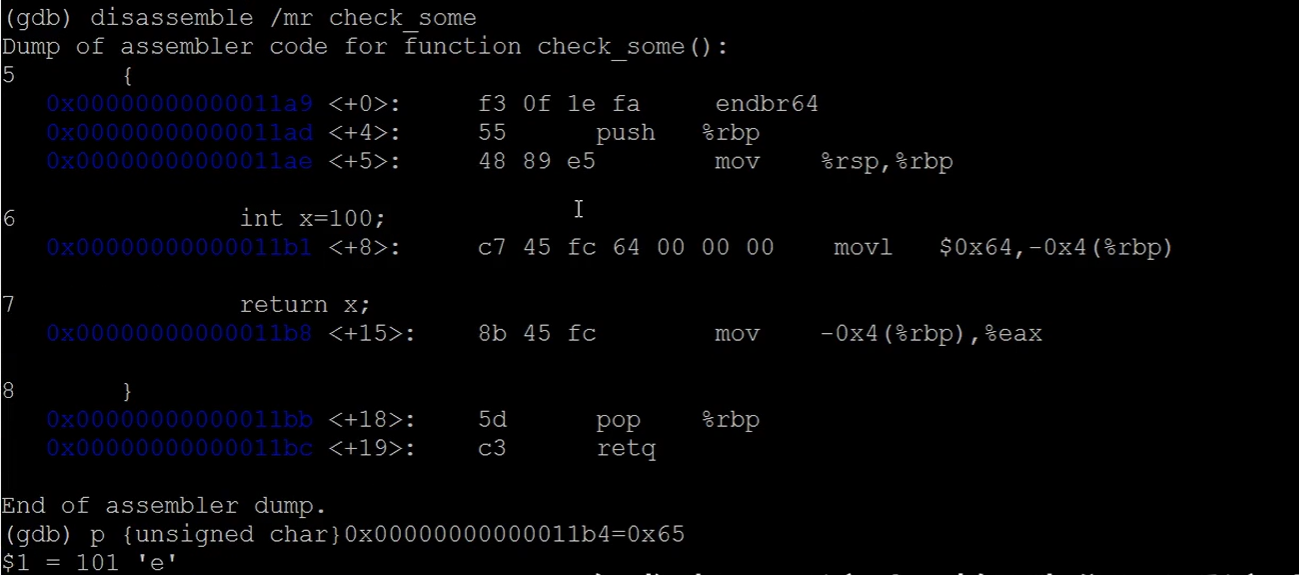 (gdb) disassemble /mr check_some
Dump of assembler code for function check_some():
5 {
0x00000000000011a9 <+0>: f3 0f 1e fa endbr64
0x00000000000011ad <+4>: 55 push %rbp
0x00000000000011ae <+5>: 48 89 e5 mov %rsp,%rbp
6 int x=100;
0x00000000000011b1 <+8>: c7 45 fc 64 00 00 00 movl $0x64,-0x4(%rbp)
7 return x;
0x00000000000011b8 <+15>: 8b 45 fc mov -0x4(%rbp),%eax
8 }
0x00000000000011bb <+18>: 5d pop %rbp
0x00000000000011bc <+19>: c3 retq
End of assembler dump.
(gdb) p {unsigned char}0x00000000000011b4=0x65
$1 = 101 'e'